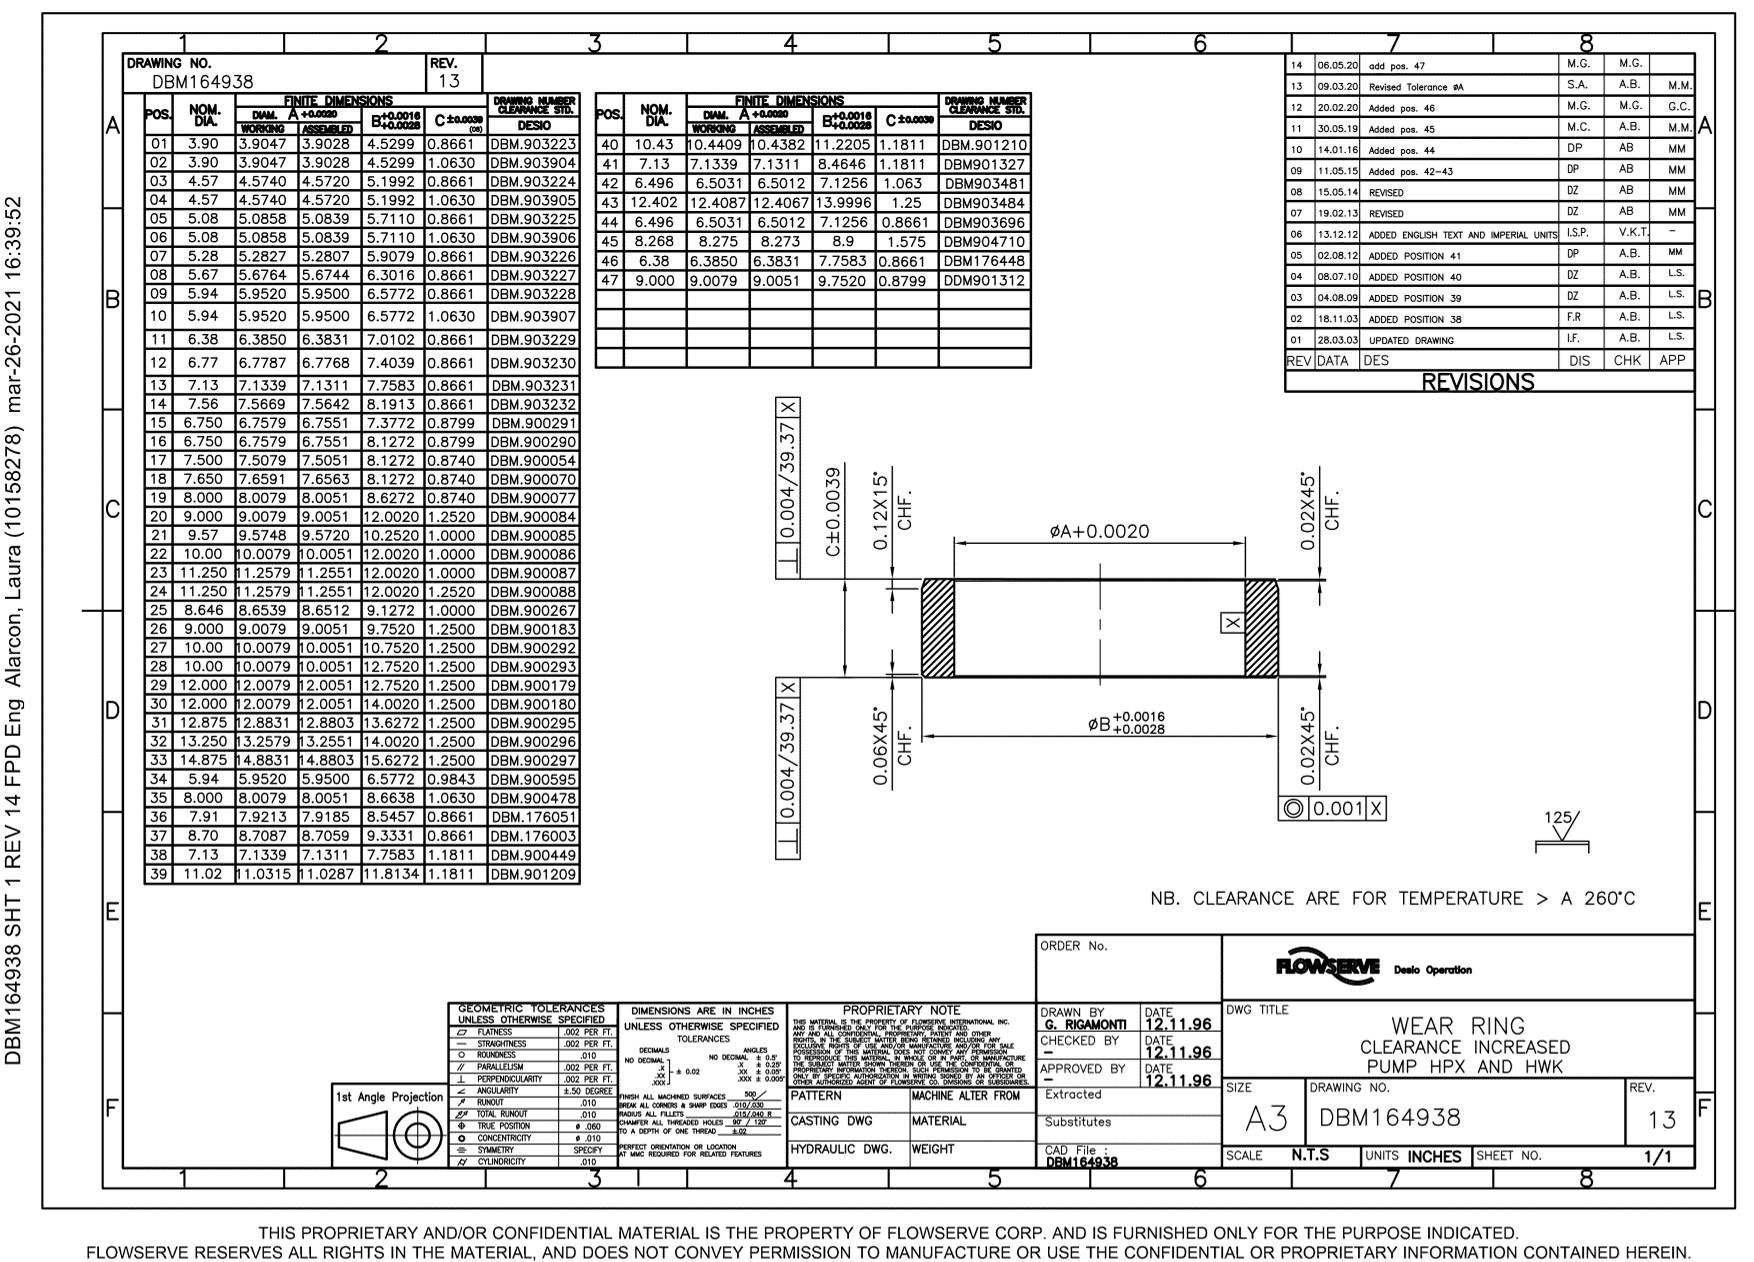 DBM164938 SHT 1 REV 14 FPD Eng Alarcon, Laura (10158278) mar-26-2021 16:39:52
1 2 3 4 5 6 7 8
A B C D E F
DRAWING NO. REV.
DBM164938 13
POS. NOM. DIA. FINITE DIMENSIONS DRAWING NUMBER CLEARANCE STD.
DIAM. A +0.0020 B +0.0016 +0.0028 C ±0.0039 (08) DESIO
WORKING ASSEMBLED
01 3.90 3.9047 3.9028 4.5299 0.8661 DBM.903223
02 3.90 3.9047 3.9028 4.5299 1.0630 DBM.903904
03 4.57 4.5740 4.5720 5.1992 0.8661 DBM.903224
04 4.57 4.5740 4.5720 5.1992 1.0630 DBM.903905
05 5.08 5.0858 5.0839 5.7110 0.8661 DBM.903225
06 5.08 5.0858 5.0839 5.7110 1.0630 DBM.903906
07 5.28 5.2827 5.2807 5.9079 0.8661 DBM.903226
08 5.67 5.6764 5.6744 6.3016 0.8661 DBM.903227
09 5.94 5.9520 5.9500 6.5772 0.8661 DBM.903228
10 5.94 5.9520 5.9500 6.5772 1.0630 DBM.903907
11 6.38 6.3850 6.3831 7.0102 0.8661 DBM.903229
12 6.77 6.7787 6.7768 7.4039 0.8661 DBM.903230
13 7.13 7.1339 7.1311 7.7583 0.8661 DBM.903231
14 7.56 7.5669 7.5642 8.1913 0.8661 DBM.903232
15 6.750 6.7579 6.7551 7.3772 0.8799 DBM.900291
16 6.750 6.7579 6.7551 8.1272 0.8799 DBM.900290
17 7.500 7.5079 7.5051 8.1272 0.8740 DBM.900054
18 7.650 7.6591 7.6563 8.1272 0.8740 DBM.900070
19 8.000 8.0079 8.0051 8.6272 0.8740 DBM.900077
20 9.000 9.0079 9.0051 12.0020 1.2520 DBM.900084
21 9.57 9.5748 9.5720 10.2520 1.0000 DBM.900085
22 10.00 10.0079 10.0051 12.0020 1.0000 DBM.900086
23 11.250 11.2579 11.2551 12.0020 1.0000 DBM.900087
24 11.250 11.2579 11.2551 12.0020 1.2520 DBM.900088
25 8.646 8.6539 8.6512 9.1272 1.0000 DBM.900267
26 9.000 9.0079 9.0051 9.7520 1.2500 DBM.900183
27 10.00 10.0079 10.0051 10.7520 1.2500 DBM.900292
28 10.00 10.0079 10.0051 12.7520 1.2500 DBM.900293
29 12.000 12.0079 12.0051 12.7520 1.2500 DBM.900179
30 12.000 12.0079 12.0051 14.0020 1.2500 DBM.900180
31 12.875 12.8831 12.8803 13.6272 1.2500 DBM.900295
32 13.250 13.2579 13.2551 14.0020 1.2500 DBM.900296
33 14.875 14.8831 14.8803 15.6272 1.2500 DBM.900297
34 5.94 5.9520 5.9500 6.5772 0.9843 DBM.900595
35 8.000 8.0079 8.0051 8.6638 1.0630 DBM.900478
36 7.91 7.9213 7.9185 8.5457 0.8661 DBM.176051
37 8.70 8.7087 8.7059 9.3331 0.8661 DBM.176003
38 7.13 7.1339 7.1311 7.7583 1.1811 DBM.900449
39 11.02 11.0315 11.0287 11.8134 1.1811 DBM.901209
POS. NOM. DIA. FINITE DIMENSIONS DRAWING NUMBER CLEARANCE STD.
DIAM. A +0.0020 B +0.0016 +0.0028 C ±0.0039 DESIO
WORKING ASSEMBLED
40 10.43 10.4409 10.4382 11.2205 1.1811 DBM.901210
41 7.13 7.1339 7.1311 8.4646 1.1811 DBM901327
42 6.496 6.5031 6.5012 7.1256 1.063 DBM903481
43 12.402 12.4087 12.4067 13.9996 1.25 DBM903484
44 6.496 6.5031 6.5012 7.1256 0.8661 DBM903696
45 8.268 8.275 8.273 8.9 1.575 DBM904710
46 6.38 6.3850 6.3831 7.7583 0.8661 DBM176448
47 9.000 9.0079 9.0051 9.7520 0.8799 DDM901312
14 06.05.20 add pos. 47 M.G. M.G.
13 09.03.20 Revised Tolerance øA S.A. A.B. M.M.
12 20.02.20 Added pos. 46 M.G. M.G. G.C.
11 30.05.19 Added pos. 45 M.C. A.B. M.M.
10 14.01.16 Added pos. 44 DP AB MM
09 11.05.15 Added pos. 42-43 DP AB MM
08 15.05.14 REVISED DZ AB MM
07 19.02.13 REVISED DZ AB MM
06 13.12.12 ADDED ENGLISH TEXT AND IMPERIAL UNITS I.S.P. V.K.T. -
05 02.08.12 ADDED POSITION 41 DP A.B. MM
04 08.07.10 ADDED POSITION 40 DZ A.B. L.S.
03 04.08.09 ADDED POSITION 39 DZ A.B. L.S.
02 18.11.03 ADDED POSITION 38 F.R A.B. L.S.
01 28.03.03 UPDATED DRAWING I.F. A.B. L.S.
REV DATA DES DIS CHK APP
REVISIONS
⊥ 0.004/39.37 X
C±0.0039
0.12X15° CHF.
0.02X45° CHF.
øA+0.0020
X
⊥ 0.004/39.37 X
0.06X45° CHF.
øB +0.0016 +0.0028
0.02X45° CHF.
◎ 0.001 X
125/
NB. CLEARANCE ARE FOR TEMPERATURE > A 260°C
1st Angle Projection
GEOMETRIC TOLERANCES
UNLESS OTHERWISE SPECIFIED
FLATNESS .002 PER FT.
STRAIGHTNESS .002 PER FT.
ROUNDNESS .010
PARALLELISM .002 PER FT.
PERPENDICULARITY .002 PER FT.
ANGULARITY ±.50 DEGREE
RUNOUT .010
TOTAL RUNOUT .010
TRUE POSITION ø .060
CONCENTRICITY ø .010
SYMMETRY SPECIFY
CYLINDRICITY .010
DIMENSIONS ARE IN INCHES
UNLESS OTHERWISE SPECIFIED
TOLERANCES
DECIMALS ANGLES
NO DECIMAL NO DECIMAL ± 0.5°
.X .X ± 0.25°
.XX ± 0.02 .XX ± 0.05°
.XXX .XXX ± 0.005°
FINISH ALL MACHINED SURFACES 500/
BREAK ALL CORNERS & SHARP EDGES .010/.030
RADIUS ALL FILLETS .015/.040 R
CHAMFER ALL THREADED HOLES 90° / 120°
TO A DEPTH OF ONE THREAD ±.02
PERFECT ORIENTATION OR LOCATION
AT MMC REQUIRED FOR RELATED FEATURES
PROPRIETARY NOTE
THIS MATERIAL IS THE PROPERTY OF FLOWSERVE INTERNATIONAL INC.
AND IS FURNISHED ONLY FOR THE PURPOSE INDICATED.
ANY AND ALL CONFIDENTIAL, PROPRIETARY, PATENT AND OTHER
RIGHTS, IN THE SUBJECT MATTER BEING RETAINED INCLUDING ANY
EXCLUSIVE RIGHTS OF USE AND/OR MANUFACTURE AND/OR FOR SALE
POSSESSION OF THIS MATERIAL DOES NOT CONVEY ANY PERMISSION
TO REPRODUCE THIS MATERIAL, IN WHOLE OR IN PART, OR MANUFACTURE
THE SUBJECT MATTER SHOWN THEREIN OR USE THE CONFIDENTIAL OR
PROPRIETARY INFORMATION THEREON. SUCH PERMISSION TO BE GRANTED
ONLY BY SPECIFIC AUTHORIZATION IN WRITING SIGNED BY AN OFFICER OR
OTHER AUTHORIZED AGENT OF FLOWSERVE CO. DIVISIONS OR SUBSIDIARIES.
PATTERN MACHINE ALTER FROM
CASTING DWG MATERIAL
HYDRAULIC DWG. WEIGHT
ORDER No.
DRAWN BY DATE
G. RIGAMONTI 12.11.96
CHECKED BY DATE
- 12.11.96
APPROVED BY DATE
- 12.11.96
Extracted
Substitutes
CAD File :
DBM164938
FLOWSERVE Desio Operation
DWG TITLE
WEAR RING
CLEARANCE INCREASED
PUMP HPX AND HWK
SIZE DRAWING NO. REV.
A3 DBM164938 13
SCALE N.T.S UNITS INCHES SHEET NO. 1/1
A B C D E F
1 2 3 4 5 6 7 8
THIS PROPRIETARY AND/OR CONFIDENTIAL MATERIAL IS THE PROPERTY OF FLOWSERVE CORP. AND IS FURNISHED ONLY FOR THE PURPOSE INDICATED.
FLOWSERVE RESERVES ALL RIGHTS IN THE MATERIAL, AND DOES NOT CONVEY PERMISSION TO MANUFACTURE OR USE THE CONFIDENTIAL OR PROPRIETARY INFORMATION CONTAINED HEREIN.